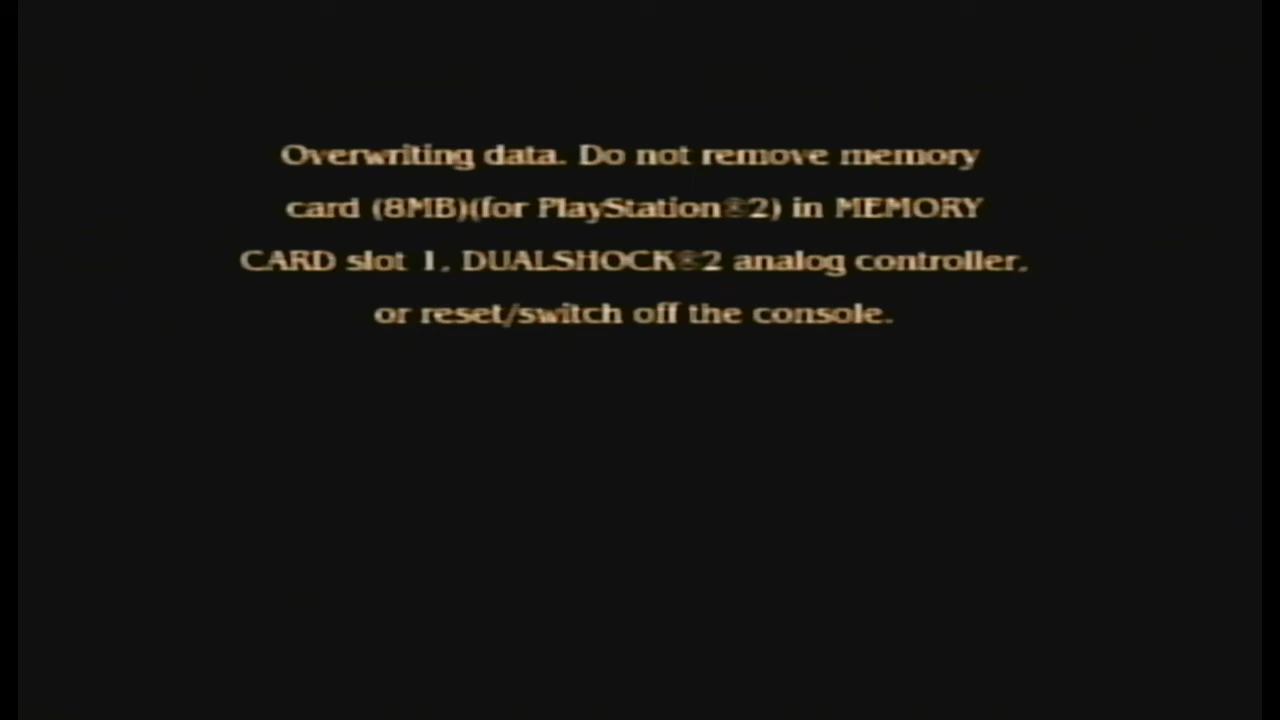 Overwriting data. Do not remove memory
card (8MB)(for PlayStation®2) in MEMORY
CARD slot 1, DUALSHOCK®2 analog controller,
or reset/switch off the console.